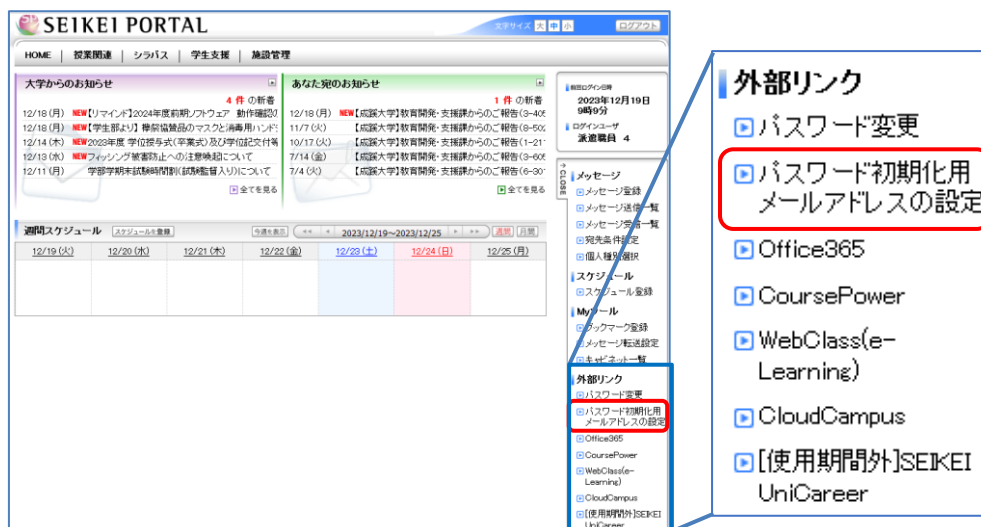 SEIKEI PORTAL
文字サイズ 大 中 小
ログアウト
HOME | 授業関連 | シラバス | 学生支援 | 施設管理
大学からのお知らせ
4 件 の新着
12/18(月) NEW【リマインド】2024年度前期ソフトウェア 動作確認の
12/18(月) NEW【学生部より】欅祭協賛品のマスクと消毒用ハンド
12/14(木) NEW2023年度 学位授与式(卒業式)及び学位記交付等
12/13(水) NEWフィッシング被害防止への注意喚起について
12/11(月) 学部学期末試験時間割(試験監督入り)について
全てを見る
あなた宛のお知らせ
1 件 の新着
12/18(月) NEW【成蹊大学】教育開発・支援課からのご報告(3-40
11/7(火) 【成蹊大学】教育開発・支援課からのご報告(8-50
10/17(火) 【成蹊大学】教育開発・支援課からのご報告(1-21
7/14(金) 【成蹊大学】教育開発・支援課からのご報告(3-60
7/4(火) 【成蹊大学】教育開発・支援課からのご報告(6-30
全てを見る
前回ログイン日時
2023年12月19日
9時9分
ログインユーザ
派遣職員 4
週間スケジュール スケジュールを登録 今週を表示 2023/12/19~2023/12/25 週間 月間
12/19(火) 12/20(水) 12/21(木) 12/22(金) 12/23(土) 12/24(日) 12/25(月)
CLOSE
メッセージ
メッセージ登録
メッセージ送信一覧
メッセージ受信一覧
宛先条件設定
個人種別選択
スケジュール
スケジュール登録
Myツール
ブックマーク登録
メッセージ転送設定
キャビネット一覧
外部リンク
パスワード変更
パスワード初期化用
メールアドレスの設定
Office365
CoursePower
WebClass(e-
Learning)
CloudCampus
[使用期間外]SEIKEI
UniCareer
外部リンク
パスワード変更
パスワード初期化用
メールアドレスの設定
Office365
CoursePower
WebClass(e-
Learning)
CloudCampus
[使用期間外]SEIKEI
UniCareer